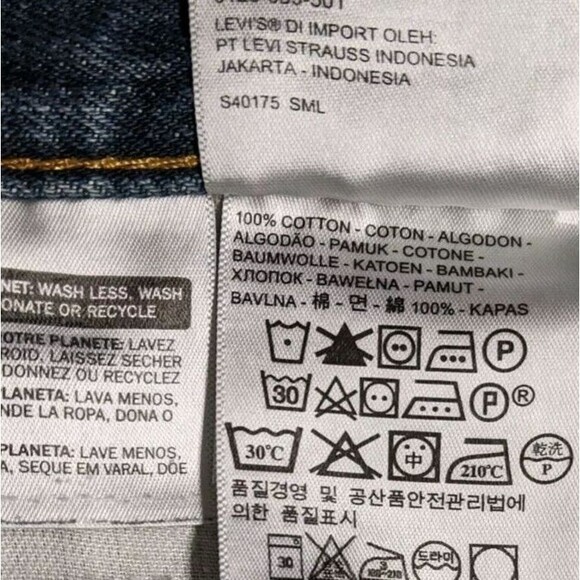 LEVI'S® DI IMPORT OLEH:
PT LEVI STRAUSS INDONESIA
JAKARTA - INDONESIA
S40175 SML
100% COTTON - COTON - ALGODON -
ALGODÃO - PAMUK - COTONE -
BAUMWOLLE - KATOEN - BAMBAKI -
ХЛОПОК - BAWEŁNA - PAMUT -
BAVLNA - 棉 - 면 - 綿 100% - KAPAS
P
30 P®
30°C 中 210°C 乾洗 P
품질경영 및 공산품안전관리법에
의한 품질표시
30 드라이
NET: WASH LESS, WASH
ONATE OR RECYCLE
OTRE PLANETE: LAVEZ
ROID, LAISSEZ SECHER
DONNEZ OU RECYCLEZ
LANETA: LAVA MENOS,
NDE LA ROPA, DONA O
PLANETA: LAVE MENOS,
A, SEQUE EM VARAL, DOE